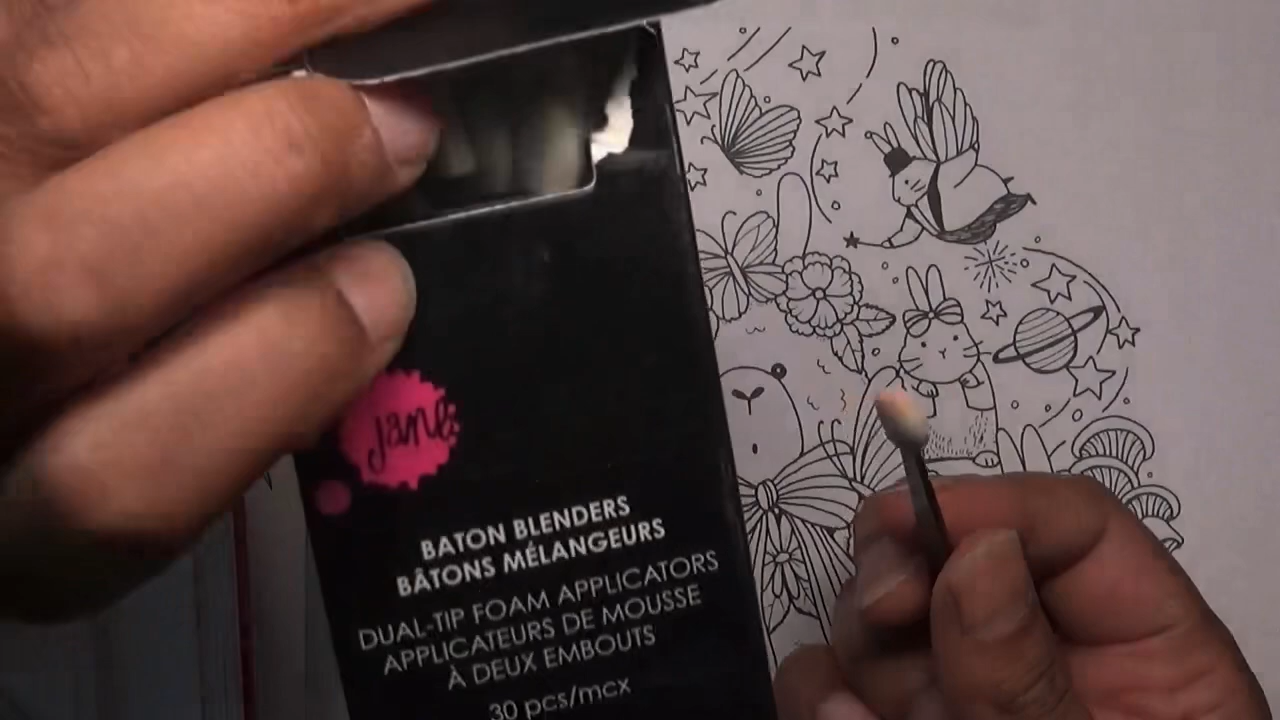 jane
BATON BLENDERS
BÂTONS MÉLANGEURS
DUAL-TIP FOAM APPLICATORS
APPLICATEURS DE MOUSSE
À DEUX EMBOUTS
30 pcs/mcx